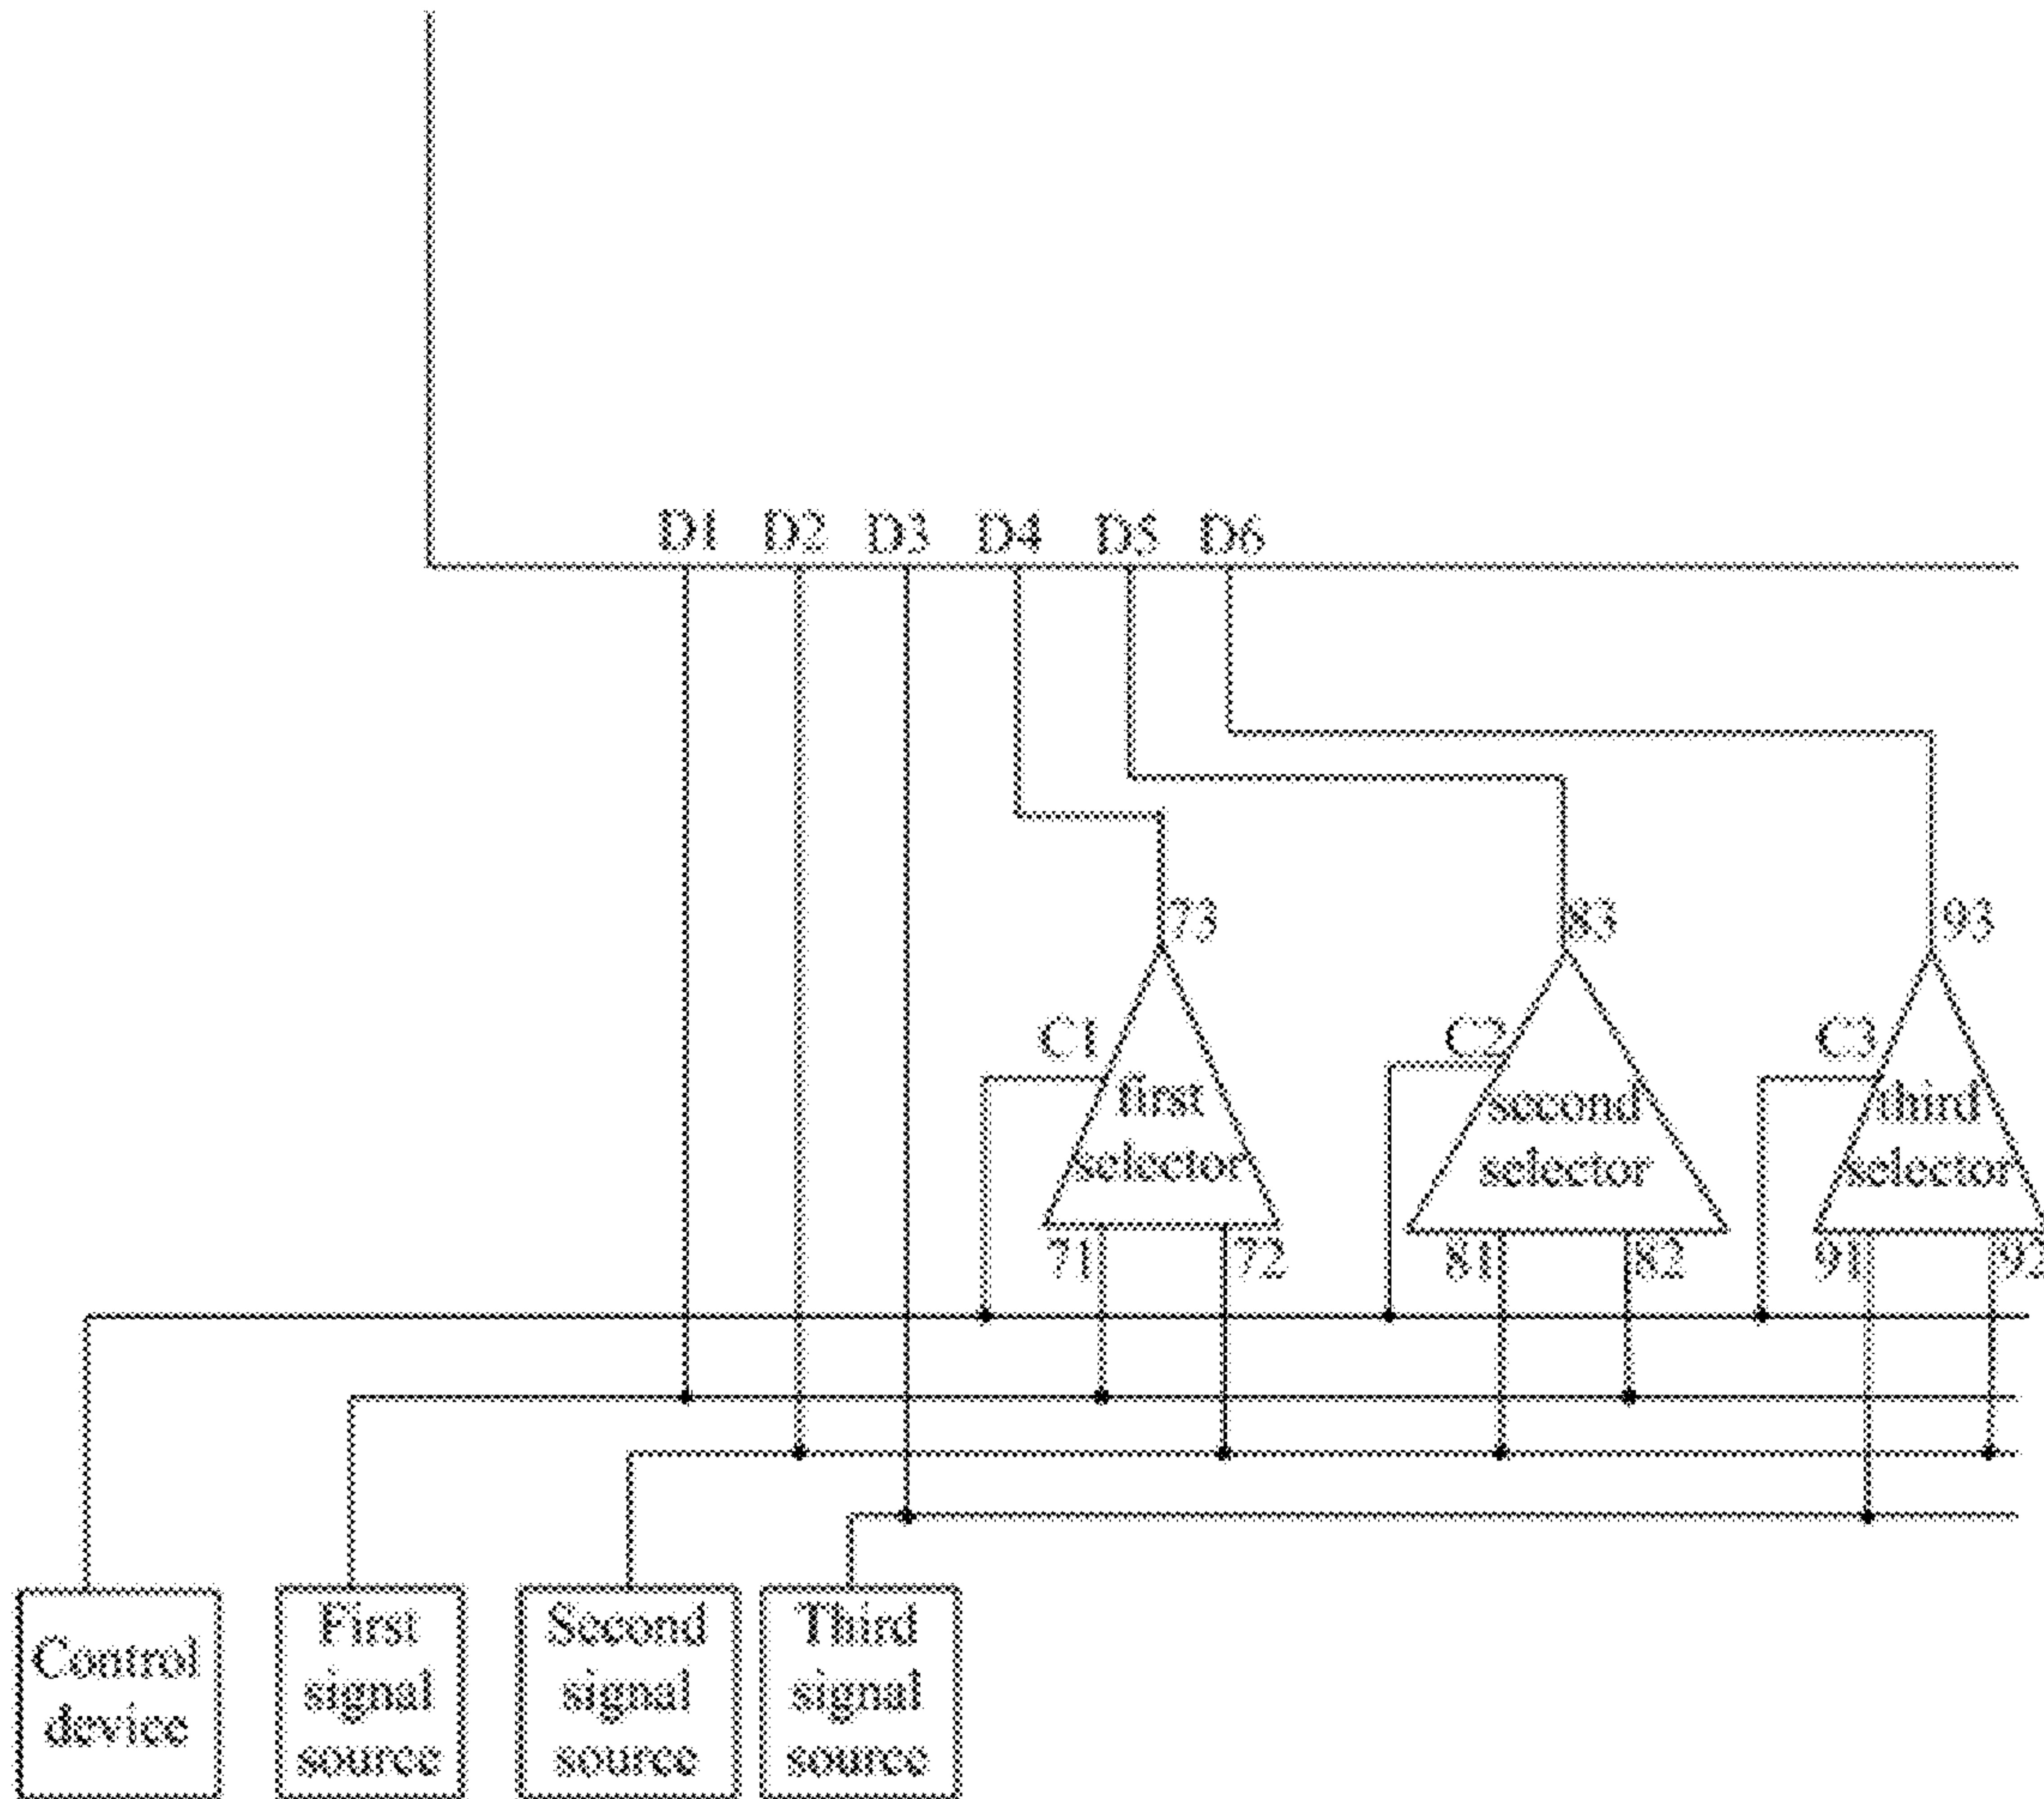 D1 D2 D3 D4 D5 D6
73 83 93
C1 C2 C3
first
selector
second
selector
third
selector
71 72 81 82 91 92
Control
device
First
signal
source
Second
signal
source
Third
signal
source